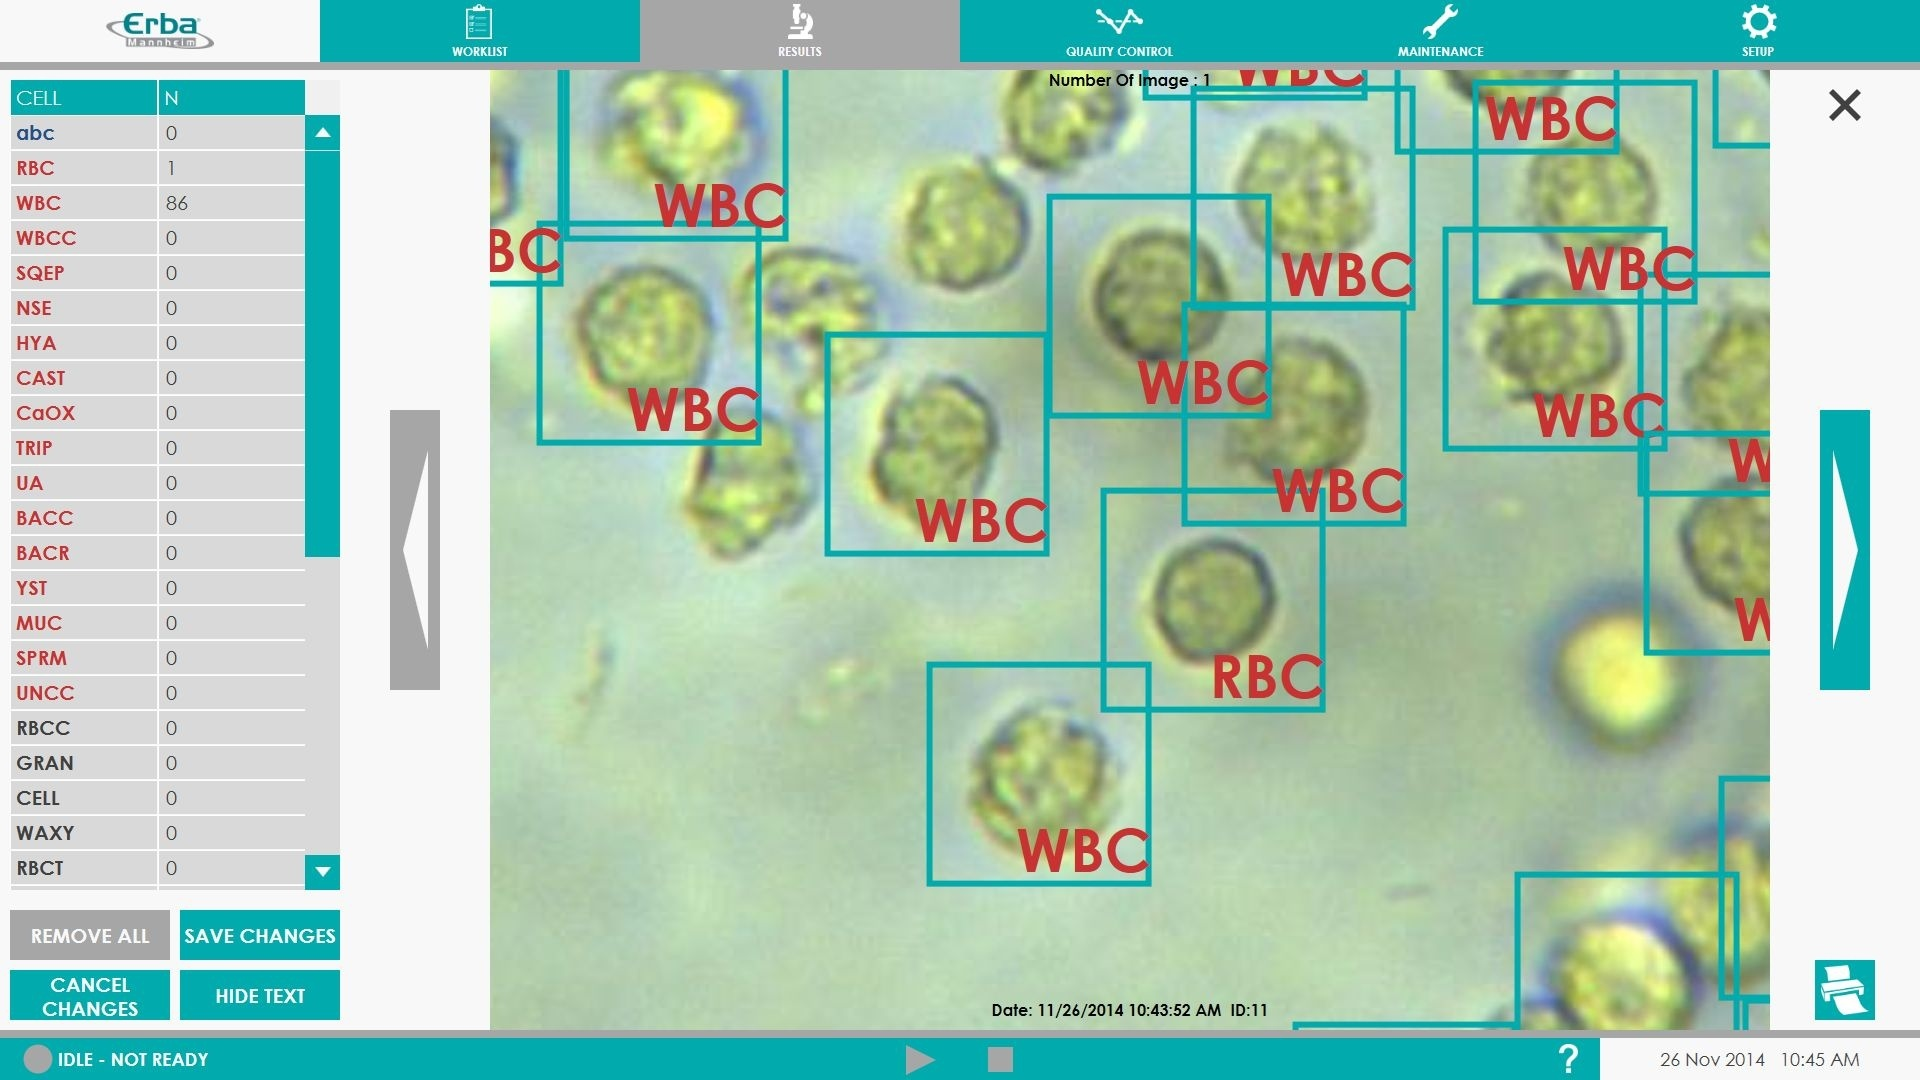 Erba
Mannheim
WORKLIST
RESULTS
QUALITY CONTROL
MAINTENANCE
SETUP
CELL N
abc 0
RBC 1
WBC 86
WBCC 0
SQEP 0
NSE 0
HYA 0
CAST 0
CaOX 0
TRIP 0
UA 0
BACC 0
BACR 0
YST 0
MUC 0
SPRM 0
UNCC 0
RBCC 0
GRAN 0
CELL 0
WAXY 0
RBCT 0
REMOVE ALL
SAVE CHANGES
CANCEL
CHANGES
HIDE TEXT
Number Of Image : 1
WBC
WBC
WBC
BC
WBC
WBC
WBC
WBC
WBC
WBC
WBC
W
WBC
WBC
W
RBC
WBC
Date: 11/26/2014 10:43:52 AM ID:11
IDLE - NOT READY
?
26 Nov 2014 10:45 AM